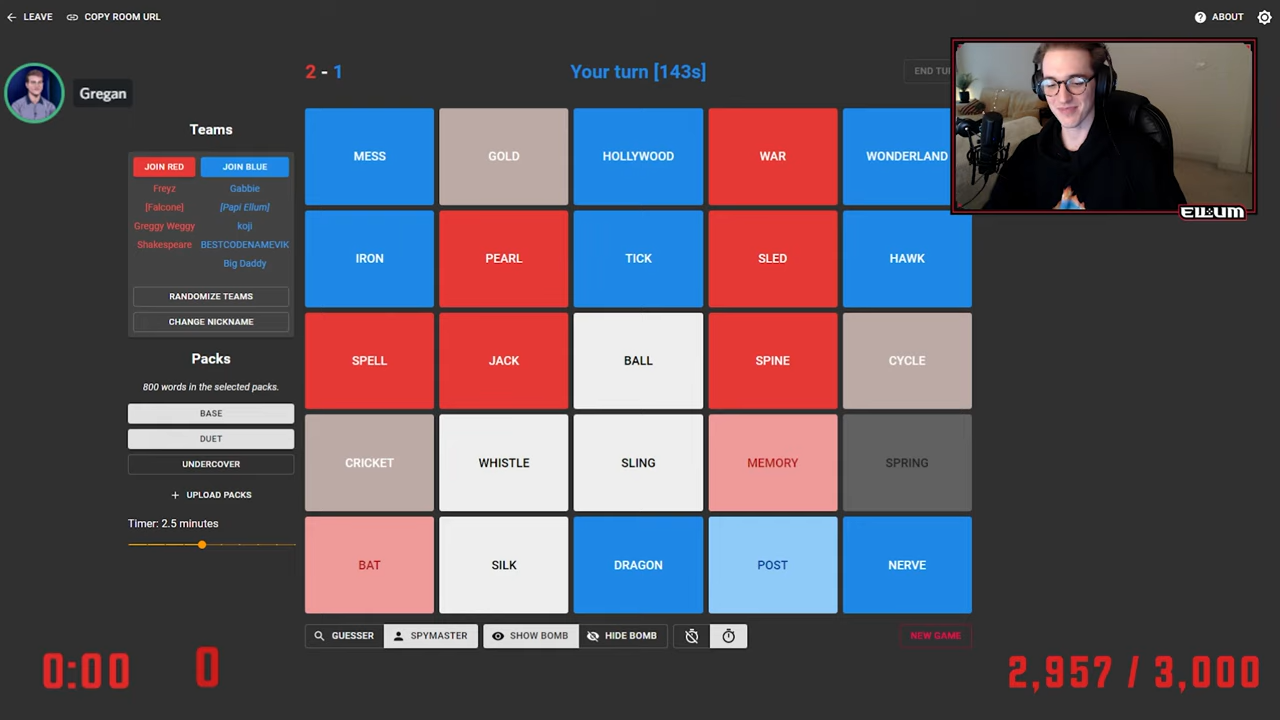 LEAVE
COPY ROOM URL
ABOUT
Gregan
2 - 1
Your turn [143s]
Teams
JOIN RED
JOIN BLUE
Freyz
Gabbie
[Falcone]
[Papi Ellum]
Greggy Weggy
koji
Shakespeare
BESTCODENAMEVIK
Big Daddy
RANDOMIZE TEAMS
CHANGE NICKNAME
Packs
800 words in the selected packs.
BASE
DUET
UNDERCOVER
+ UPLOAD PACKS
Timer: 2.5 minutes
MESS
GOLD
HOLLYWOOD
WAR
WONDERLAND
IRON
PEARL
TICK
SLED
HAWK
SPELL
JACK
BALL
SPINE
CYCLE
CRICKET
WHISTLE
SLING
MEMORY
SPRING
BAT
SILK
DRAGON
POST
NERVE
GUESSER
SPYMASTER
SHOW BOMB
HIDE BOMB
NEW GAME
END TU
0:00
0
2,957 / 3,000